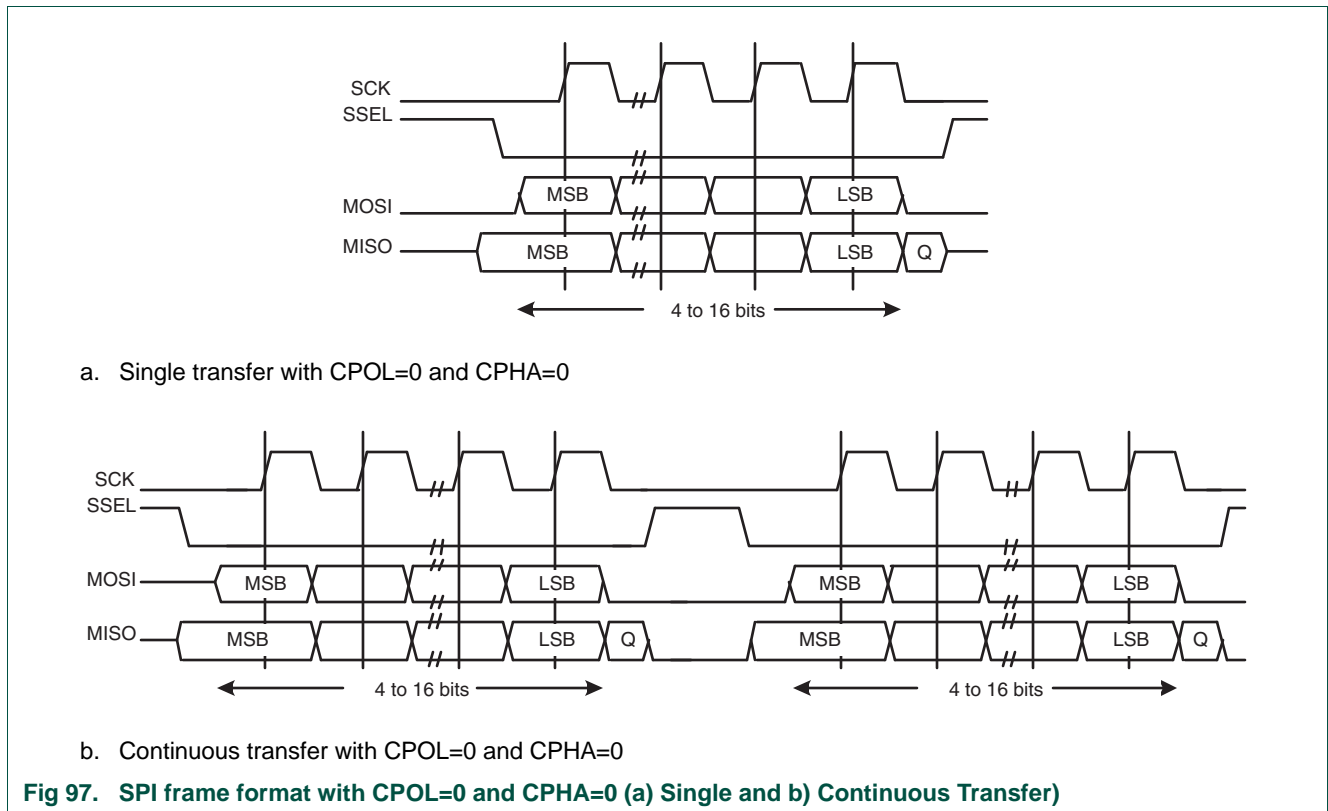 SCK
SSEL
MOSI
MSB
LSB
MISO
MSB
LSB
Q
4 to 16 bits
a. Single transfer with CPOL=0 and CPHA=0
SCK
SSEL
MOSI
MSB
LSB
MSB
LSB
MISO
MSB
LSB
Q
MSB
LSB
Q
4 to 16 bits
4 to 16 bits
b. Continuous transfer with CPOL=0 and CPHA=0
Fig 97. SPI frame format with CPOL=0 and CPHA=0 (a) Single and b) Continuous Transfer)